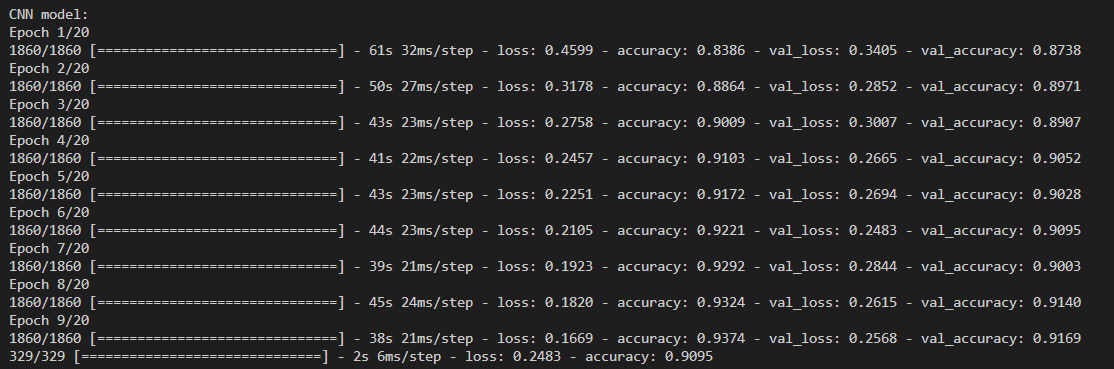 CNN model:
Epoch 1/20
1860/1860 [==============================] - 61s 32ms/step - loss: 0.4599 - accuracy: 0.8386 - val_loss: 0.3405 - val_accuracy: 0.8738
Epoch 2/20
1860/1860 [==============================] - 50s 27ms/step - loss: 0.3178 - accuracy: 0.8864 - val_loss: 0.2852 - val_accuracy: 0.8971
Epoch 3/20
1860/1860 [==============================] - 43s 23ms/step - loss: 0.2758 - accuracy: 0.9009 - val_loss: 0.3007 - val_accuracy: 0.8907
Epoch 4/20
1860/1860 [==============================] - 41s 22ms/step - loss: 0.2457 - accuracy: 0.9103 - val_loss: 0.2665 - val_accuracy: 0.9052
Epoch 5/20
1860/1860 [==============================] - 43s 23ms/step - loss: 0.2251 - accuracy: 0.9172 - val_loss: 0.2694 - val_accuracy: 0.9028
Epoch 6/20
1860/1860 [==============================] - 44s 23ms/step - loss: 0.2105 - accuracy: 0.9221 - val_loss: 0.2483 - val_accuracy: 0.9095
Epoch 7/20
1860/1860 [==============================] - 39s 21ms/step - loss: 0.1923 - accuracy: 0.9292 - val_loss: 0.2844 - val_accuracy: 0.9003
Epoch 8/20
1860/1860 [==============================] - 45s 24ms/step - loss: 0.1820 - accuracy: 0.9324 - val_loss: 0.2615 - val_accuracy: 0.9140
Epoch 9/20
1860/1860 [==============================] - 38s 21ms/step - loss: 0.1669 - accuracy: 0.9374 - val_loss: 0.2568 - val_accuracy: 0.9169
329/329 [==============================] - 2s 6ms/step - loss: 0.2483 - accuracy: 0.9095